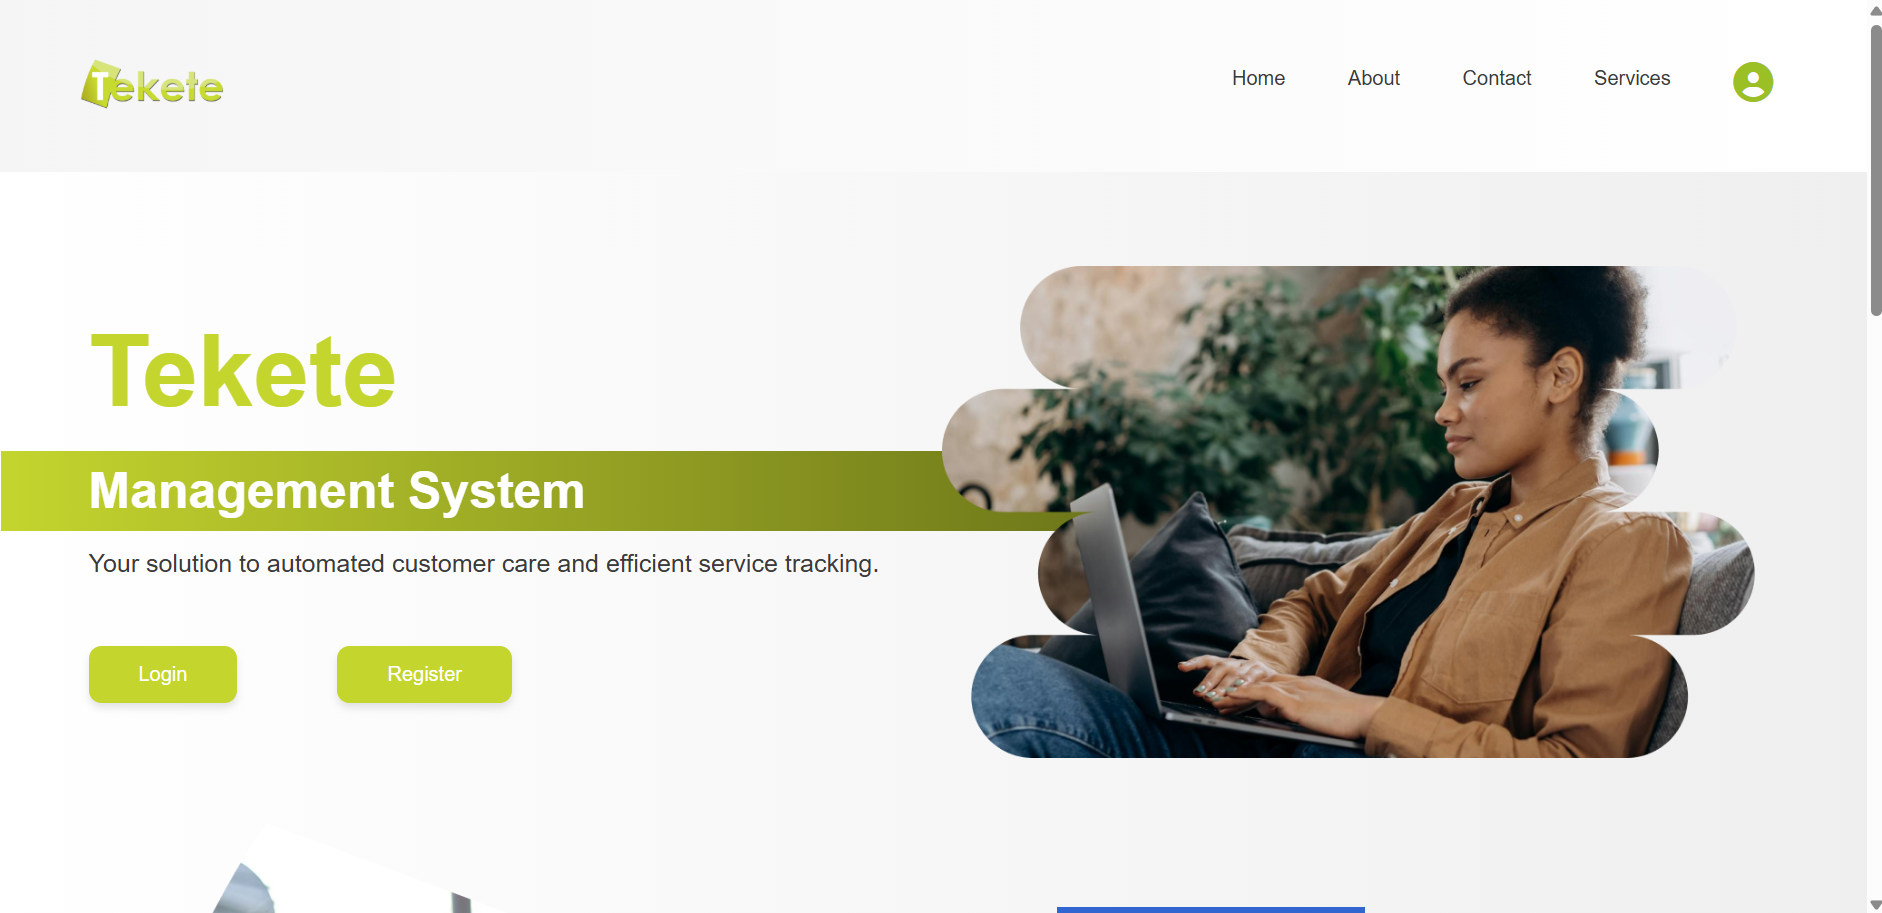 Tekete
Home About Contact Services
Tekete
Management System
Your solution to automated customer care and efficient service tracking.
Login Register